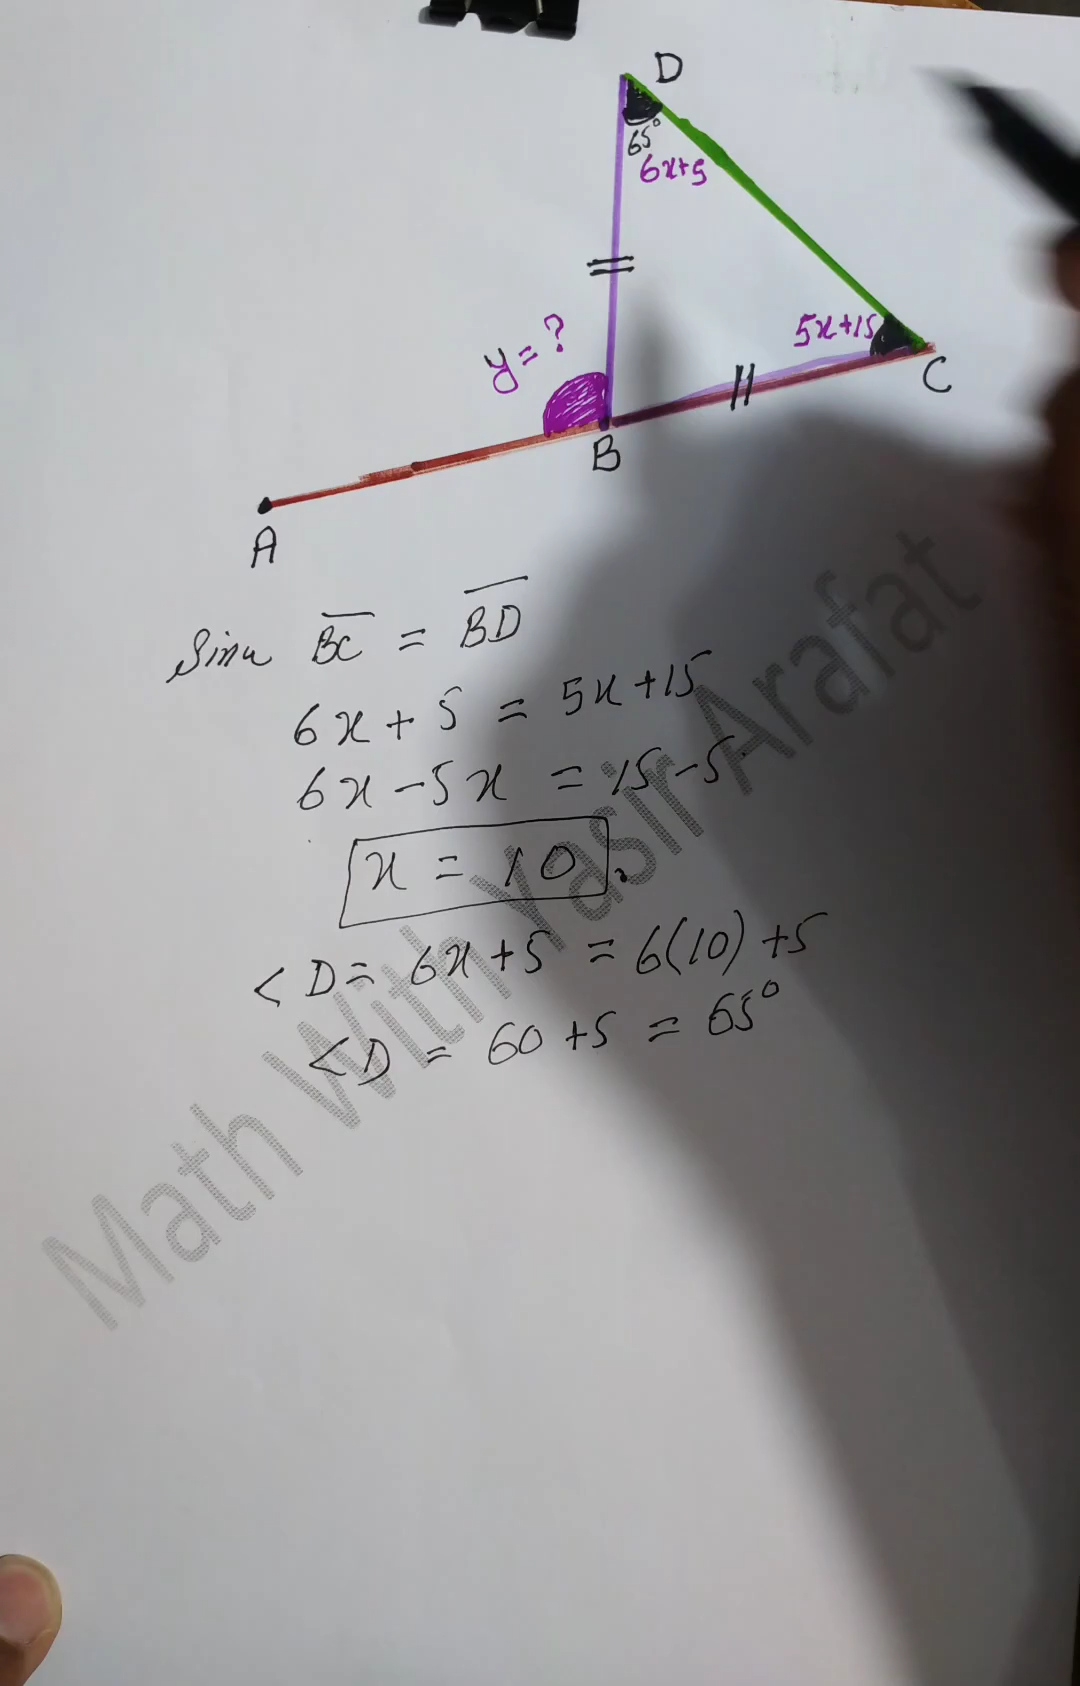 D
65°
6x+5
5x+15
y=?
C
B
A
Since BC = BD
6x + 5 = 5x+15
6x - 5x = 15-5
x = 10.
<D = 6x+5 = 6(10)+5
<D = 60+5 = 65°
Math With Yasir Arafat